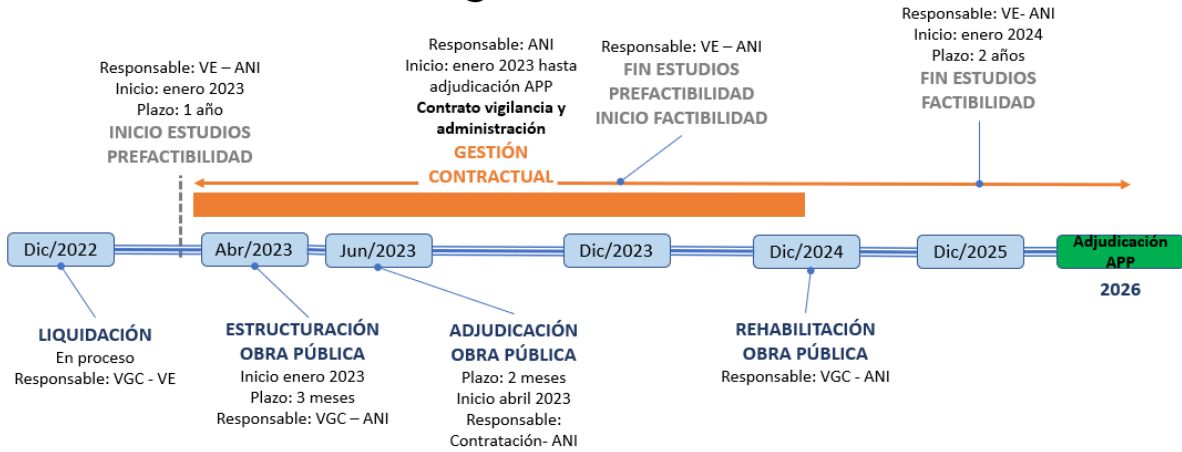 Responsable: VE – ANI
Inicio: enero 2023
Plazo: 1 año
INICIO ESTUDIOS
PREFACTIBILIDAD
Responsable: ANI
Inicio: enero 2023 hasta
adjudicación APP
Contrato vigilancia y
administración
GESTIÓN
CONTRACTUAL
Responsable: VE – ANI
FIN ESTUDIOS
PREFACTIBILIDAD
INICIO FACTIBILIDAD
Responsable: VE- ANI
Inicio: enero 2024
Plazo: 2 años
FIN ESTUDIOS
FACTIBILIDAD
Dic/2022
Abr/2023
Jun/2023
Dic/2023
Dic/2024
Dic/2025
Adjudicación
APP
2026
LIQUIDACIÓN
En proceso
Responsable: VGC - VE
ESTRUCTURACIÓN
OBRA PÚBLICA
Inicio enero 2023
Plazo: 3 meses
Responsable: VGC – ANI
ADJUDICACIÓN
OBRA PÚBLICA
Plazo: 2 meses
Inicio abril 2023
Responsable:
Contratación- ANI
REHABILITACIÓN
OBRA PÚBLICA
Responsable: VGC - ANI